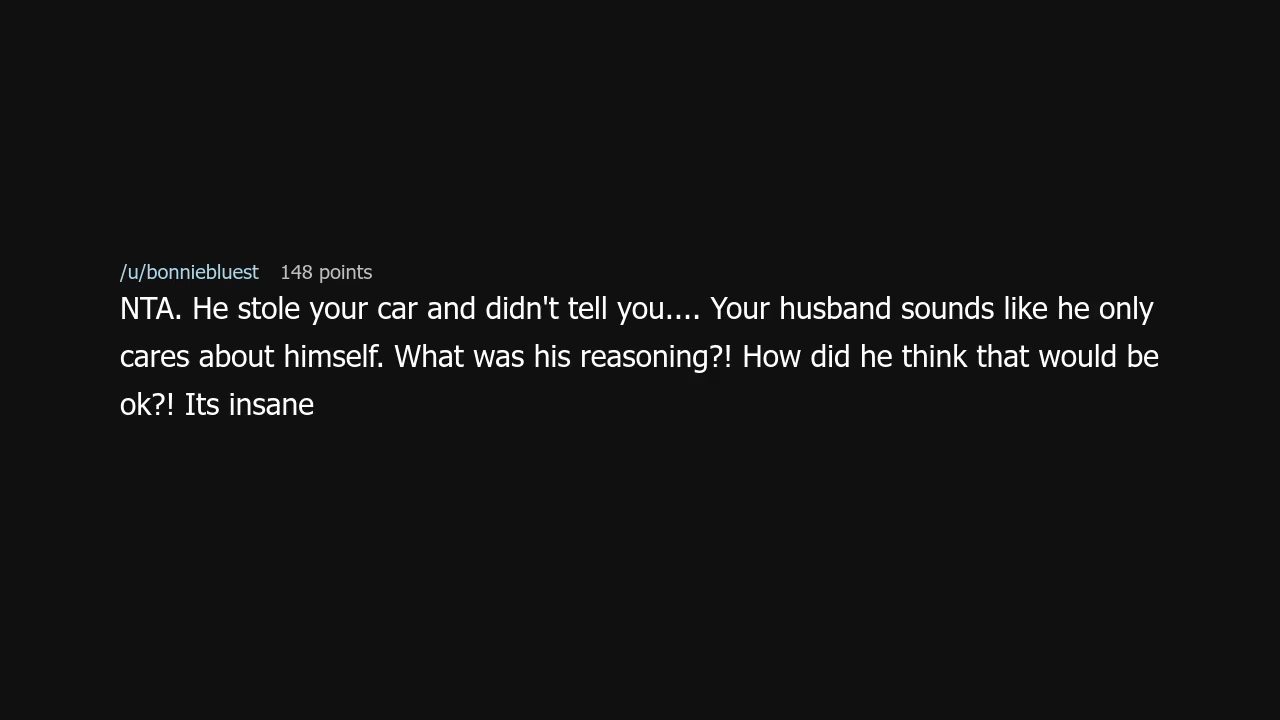 /u/bonniebluest 148 points
NTA. He stole your car and didn't tell you.... Your husband sounds like he only
cares about himself. What was his reasoning?! How did he think that would be
ok?! Its insane